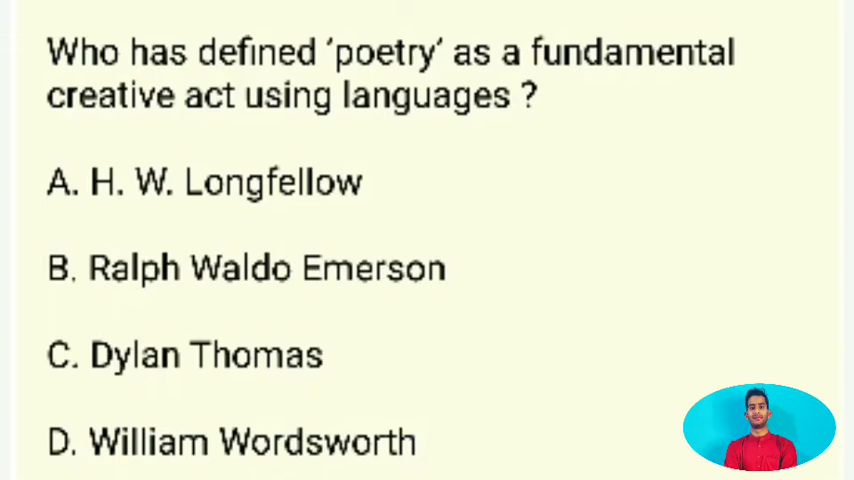 Who has defined ‘poetry’ as a fundamental
creative act using languages ?
A. H. W. Longfellow
B. Ralph Waldo Emerson
C. Dylan Thomas
D. William Wordsworth